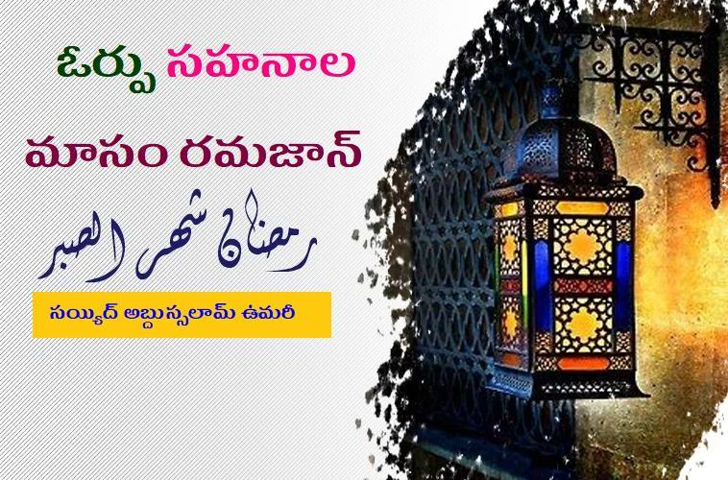 ఓర్పు సహనాల
మాసం రమజాన్
رمضان شهر الصبر
సయ్యిద్ అబ్దుస్సలామ్ ఉమరీ